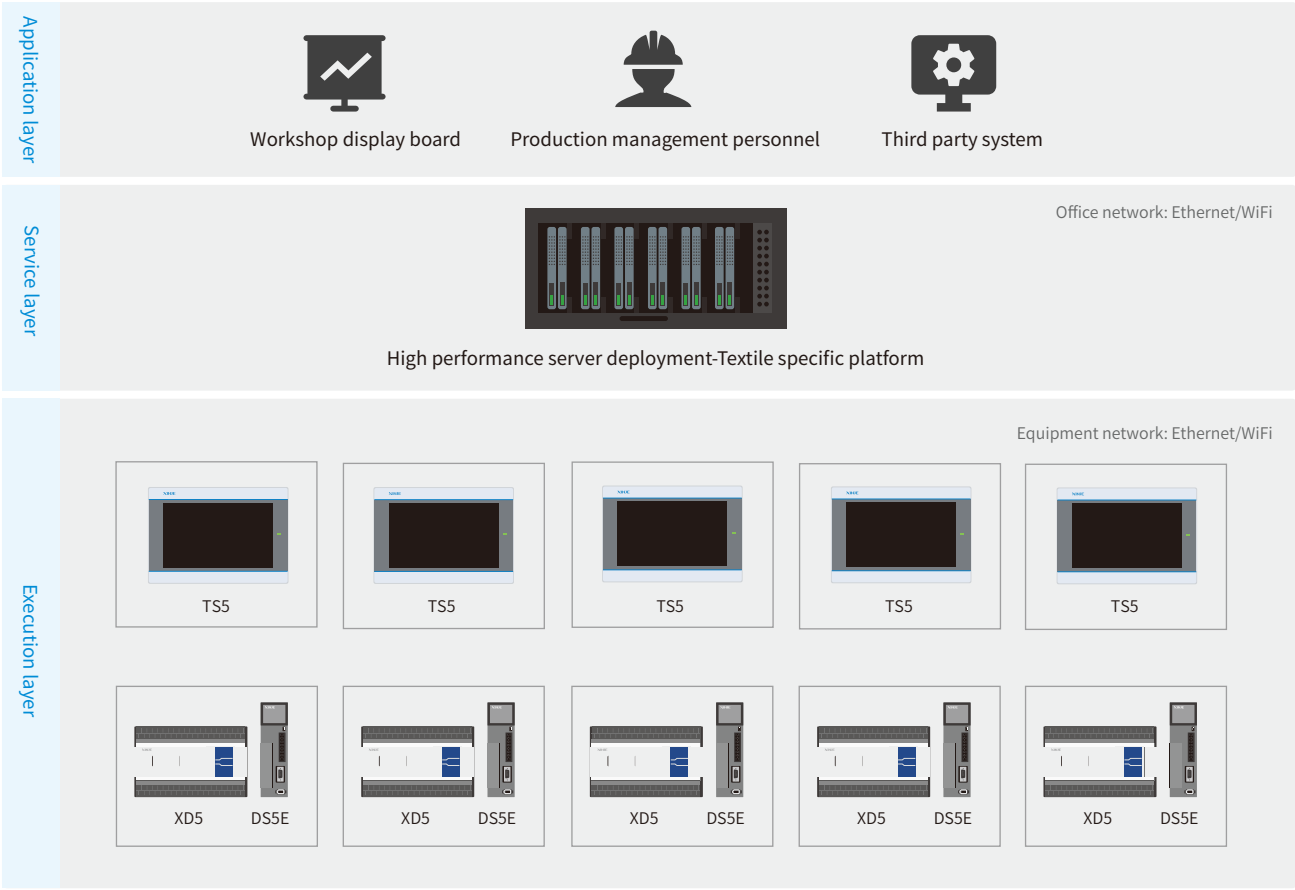 Application layer
Workshop display board
Production management personnel
Third party system
Service layer
Office network: Ethernet/WiFi
High performance server deployment-Textile specific platform
Execution layer
Equipment network: Ethernet/WiFi
TS5
TS5
TS5
TS5
TS5
XD5 DS5E
XD5 DS5E
XD5 DS5E
XD5 DS5E
XD5 DS5E